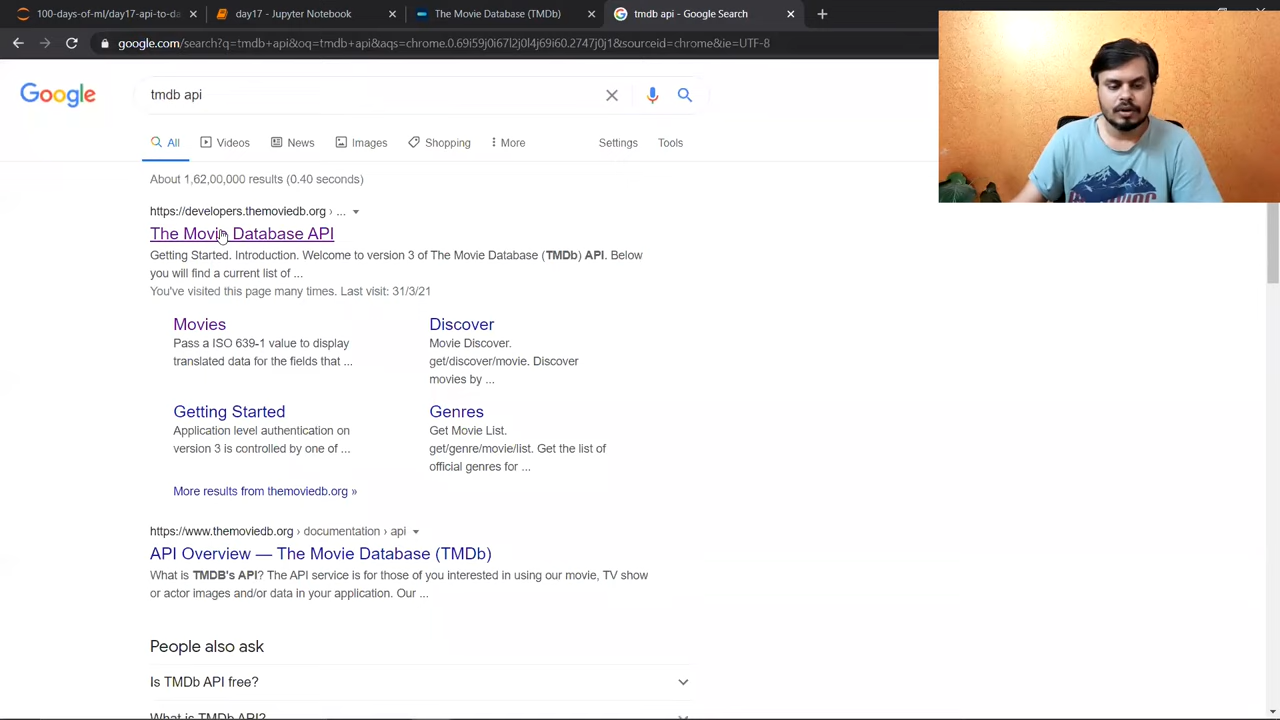 100-days-of-ml/day17-api-to-da
day17 - Jupyter Notebook
The Movie Database (TMDb)
tmdb api - Google Search
google.com/search?q=tmdb+api&oq=tmdb+api&aqs=chrome.0.69i59j0i67l2j0l4j69i60.2747j0j1&sourceid=chrome&ie=UTF-8
Google
tmdb api
All
Videos
News
Images
Shopping
More
Settings
Tools
About 1,62,00,000 results (0.40 seconds)
https://developers.themoviedb.org › ...
The Movie Database API
Getting Started. Introduction. Welcome to version 3 of The Movie Database (TMDb) API. Below
you will find a current list of ...
You've visited this page many times. Last visit: 31/3/21
Movies
Pass a ISO 639-1 value to display
translated data for the fields that ...
Discover
Movie Discover.
get/discover/movie. Discover
movies by ...
Getting Started
Application level authentication on
version 3 is controlled by one of ...
Genres
Get Movie List.
get/genre/movie/list. Get the list of
official genres for ...
More results from themoviedb.org »
https://www.themoviedb.org › documentation › api
API Overview — The Movie Database (TMDb)
What is TMDB's API? The API service is for those of you interested in using our movie, TV show
or actor images and/or data in your application. Our ...
People also ask
Is TMDb API free?
What is TMDb API?